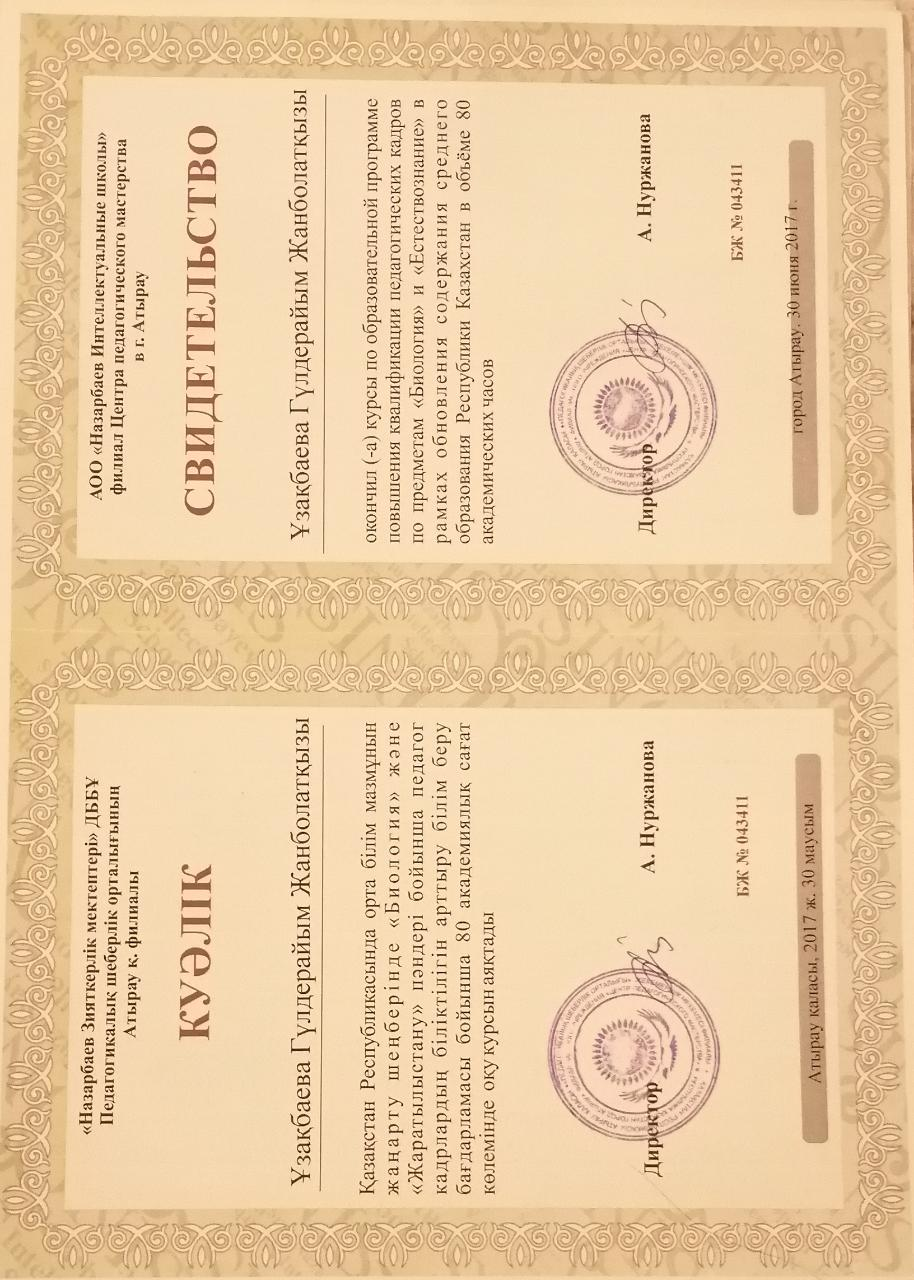 «Назарбаев Зияткерлік мектептері» ДББҰ
Педагогикалық шеберлік орталығының
Атырау қ. филиалы
КУӘЛІК
Ұзақбаева Гүлдерайым Жанболатқызы
Қазақстан Республикасында орта білім мазмұнын
жаңарту шеңберінде «Биология» және
«Жаратылыстану» пәндері бойынша педагог
кадрлардың біліктілігін арттыру білім беру
бағдарламасы бойынша 80 академиялық сағат
көлемінде оқу курсын аяқтады
Директор А. Нуржанова
БЖ № 043411
Атырау қаласы, 2017 ж. 30 маусым
АОО «Назарбаев Интеллектуальные школы»
филиал Центра педагогического мастерства
в г. Атырау
СВИДЕТЕЛЬСТВО
Ұзақбаева Гүлдерайым Жанболатқызы
окончил (-а) курсы по образовательной программе
повышения квалификации педагогических кадров
по предметам «Биология» и «Естествознание» в
рамках обновления содержания среднего
образования Республики Казахстан в объёме 80
академических часов
Директор А. Нуржанова
БЖ № 043411
город Атырау, 30 июня 2017 г.